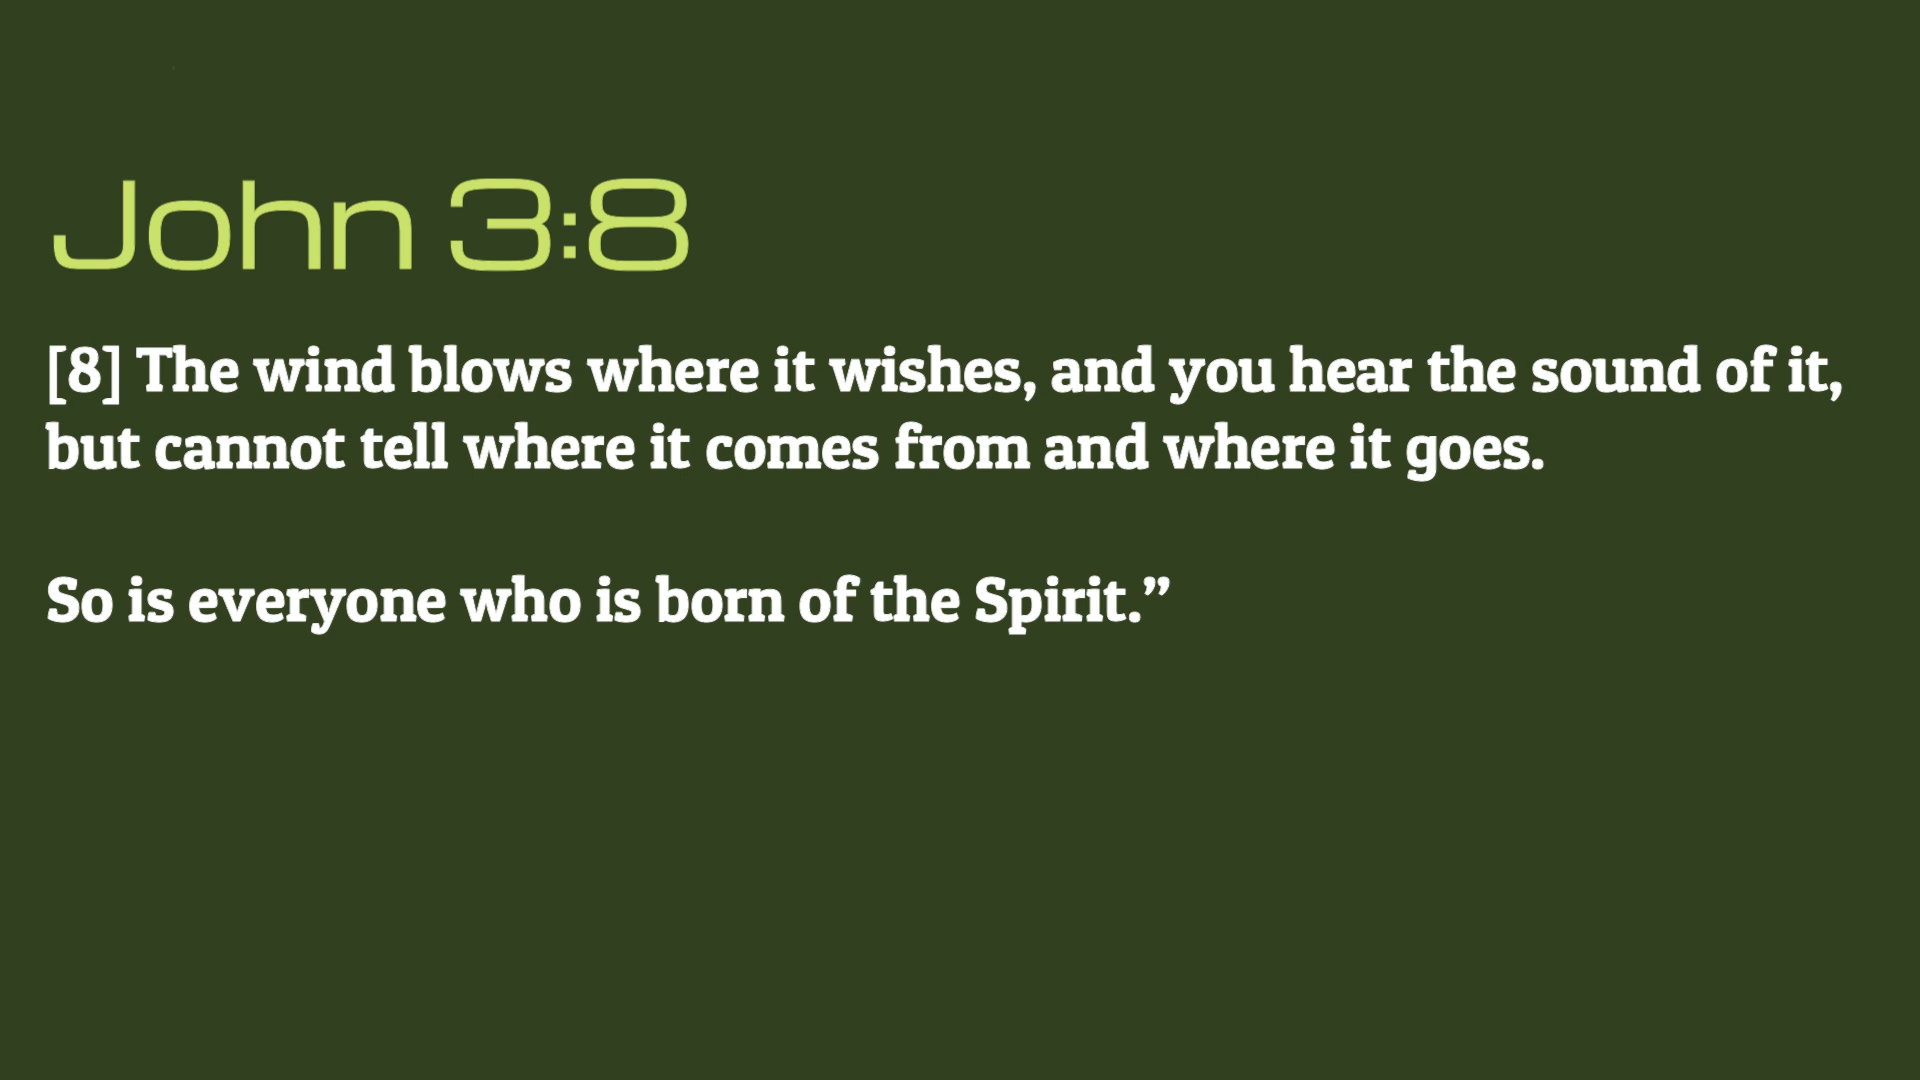 John 3:8
[8] The wind blows where it wishes, and you hear the sound of it,
but cannot tell where it comes from and where it goes.
So is everyone who is born of the Spirit.”